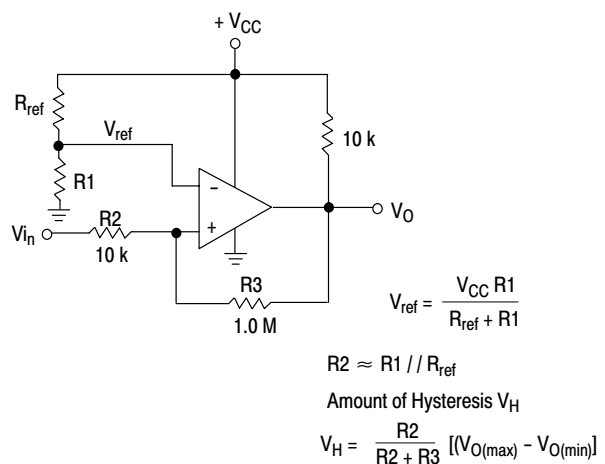 + VCC
Rref
Vref
10 k
R1
-
+
VO
Vin
R2
10 k
R3
1.0 M
Vref = VCC R1 / Rref + R1
R2 ≈ R1 // Rref
Amount of Hysteresis VH
VH = R2 / R2 + R3 [(VO(max) - VO(min)]